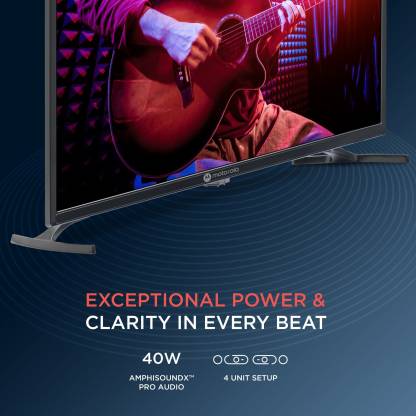 motorola
EXCEPTIONAL POWER &
CLARITY IN EVERY BEAT
40W
AMPHISOUNDX™
PRO AUDIO
4 UNIT SETUP